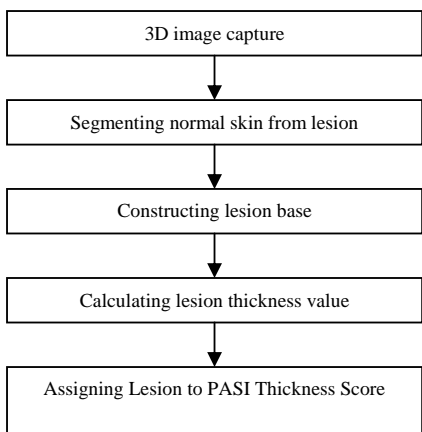 3D image capture
Segmenting normal skin from lesion
Constructing lesion base
Calculating lesion thickness value
Assigning Lesion to PASI Thickness Score